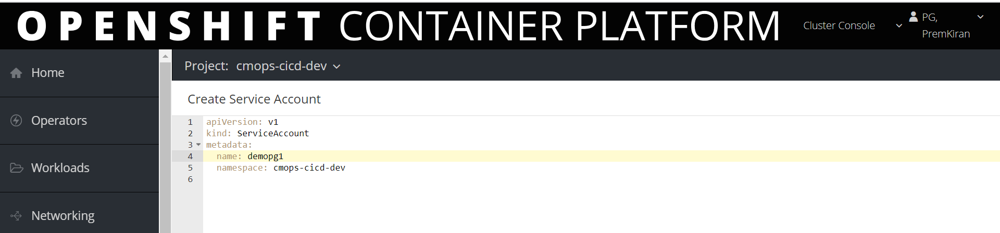 OPENSHIFT CONTAINER PLATFORM
Cluster Console
PG,
PremKiran
Home
Operators
Workloads
Networking
Project: cmops-cicd-dev
Create Service Account
1 apiVersion: v1
2 kind: ServiceAccount
3 metadata:
4 name: demopg1
5 namespace: cmops-cicd-dev
6